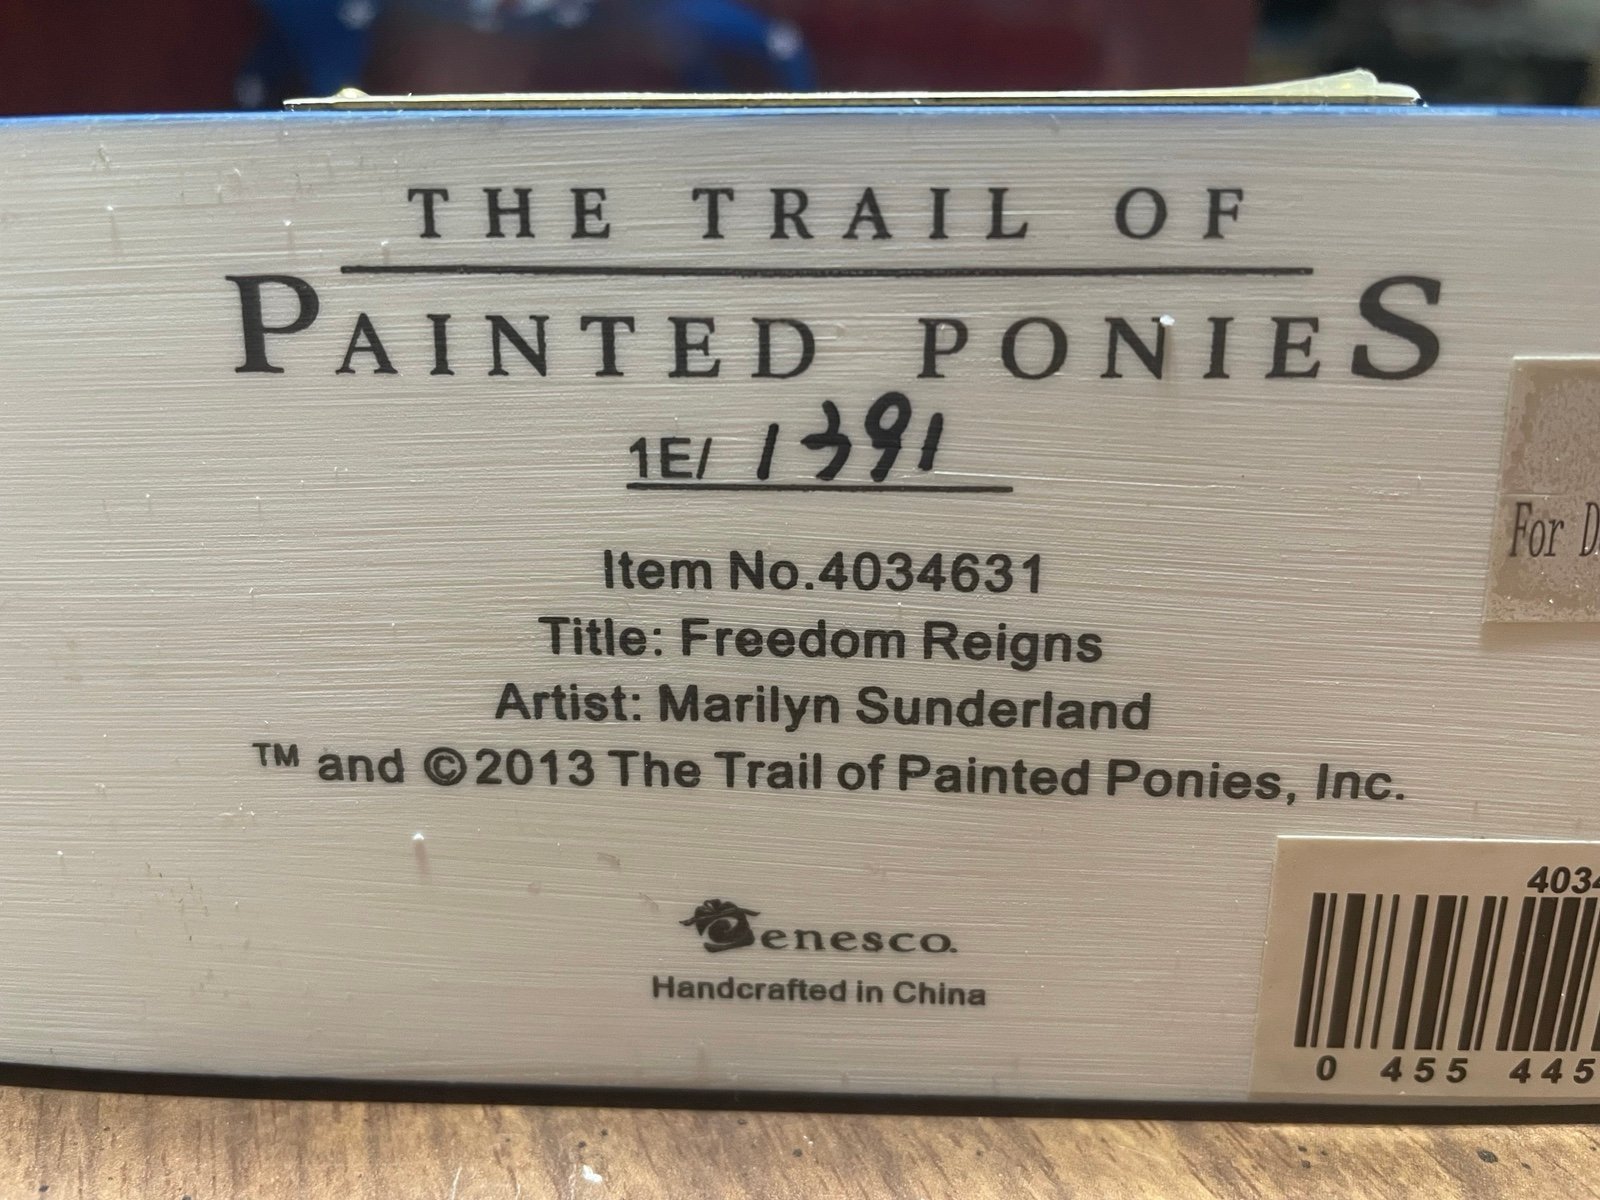 THE TRAIL OF
PAINTED PONIES
1E/ 1391
Item No.4034631
Title: Freedom Reigns
Artist: Marilyn Sunderland
™ and ©2013 The Trail of Painted Ponies, Inc.
For
enesco.
Handcrafted in China
4034
0 455 445